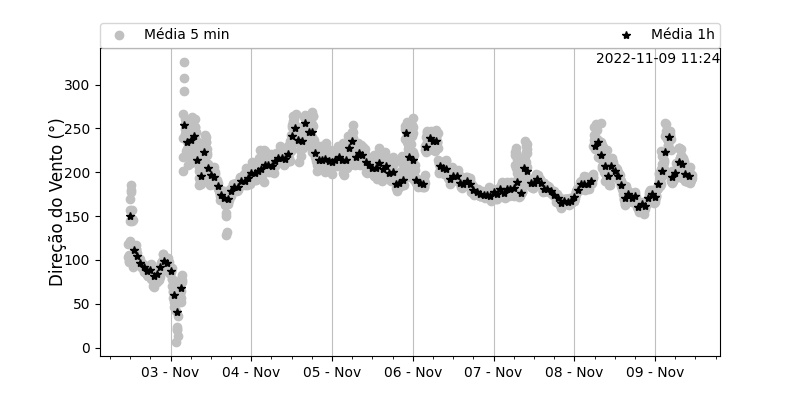 Média 5 min
Média 1h
2022-11-09 11:24
Direção do Vento (°)
300
250
200
150
100
50
0
03 - Nov
04 - Nov
05 - Nov
06 - Nov
07 - Nov
08 - Nov
09 - Nov